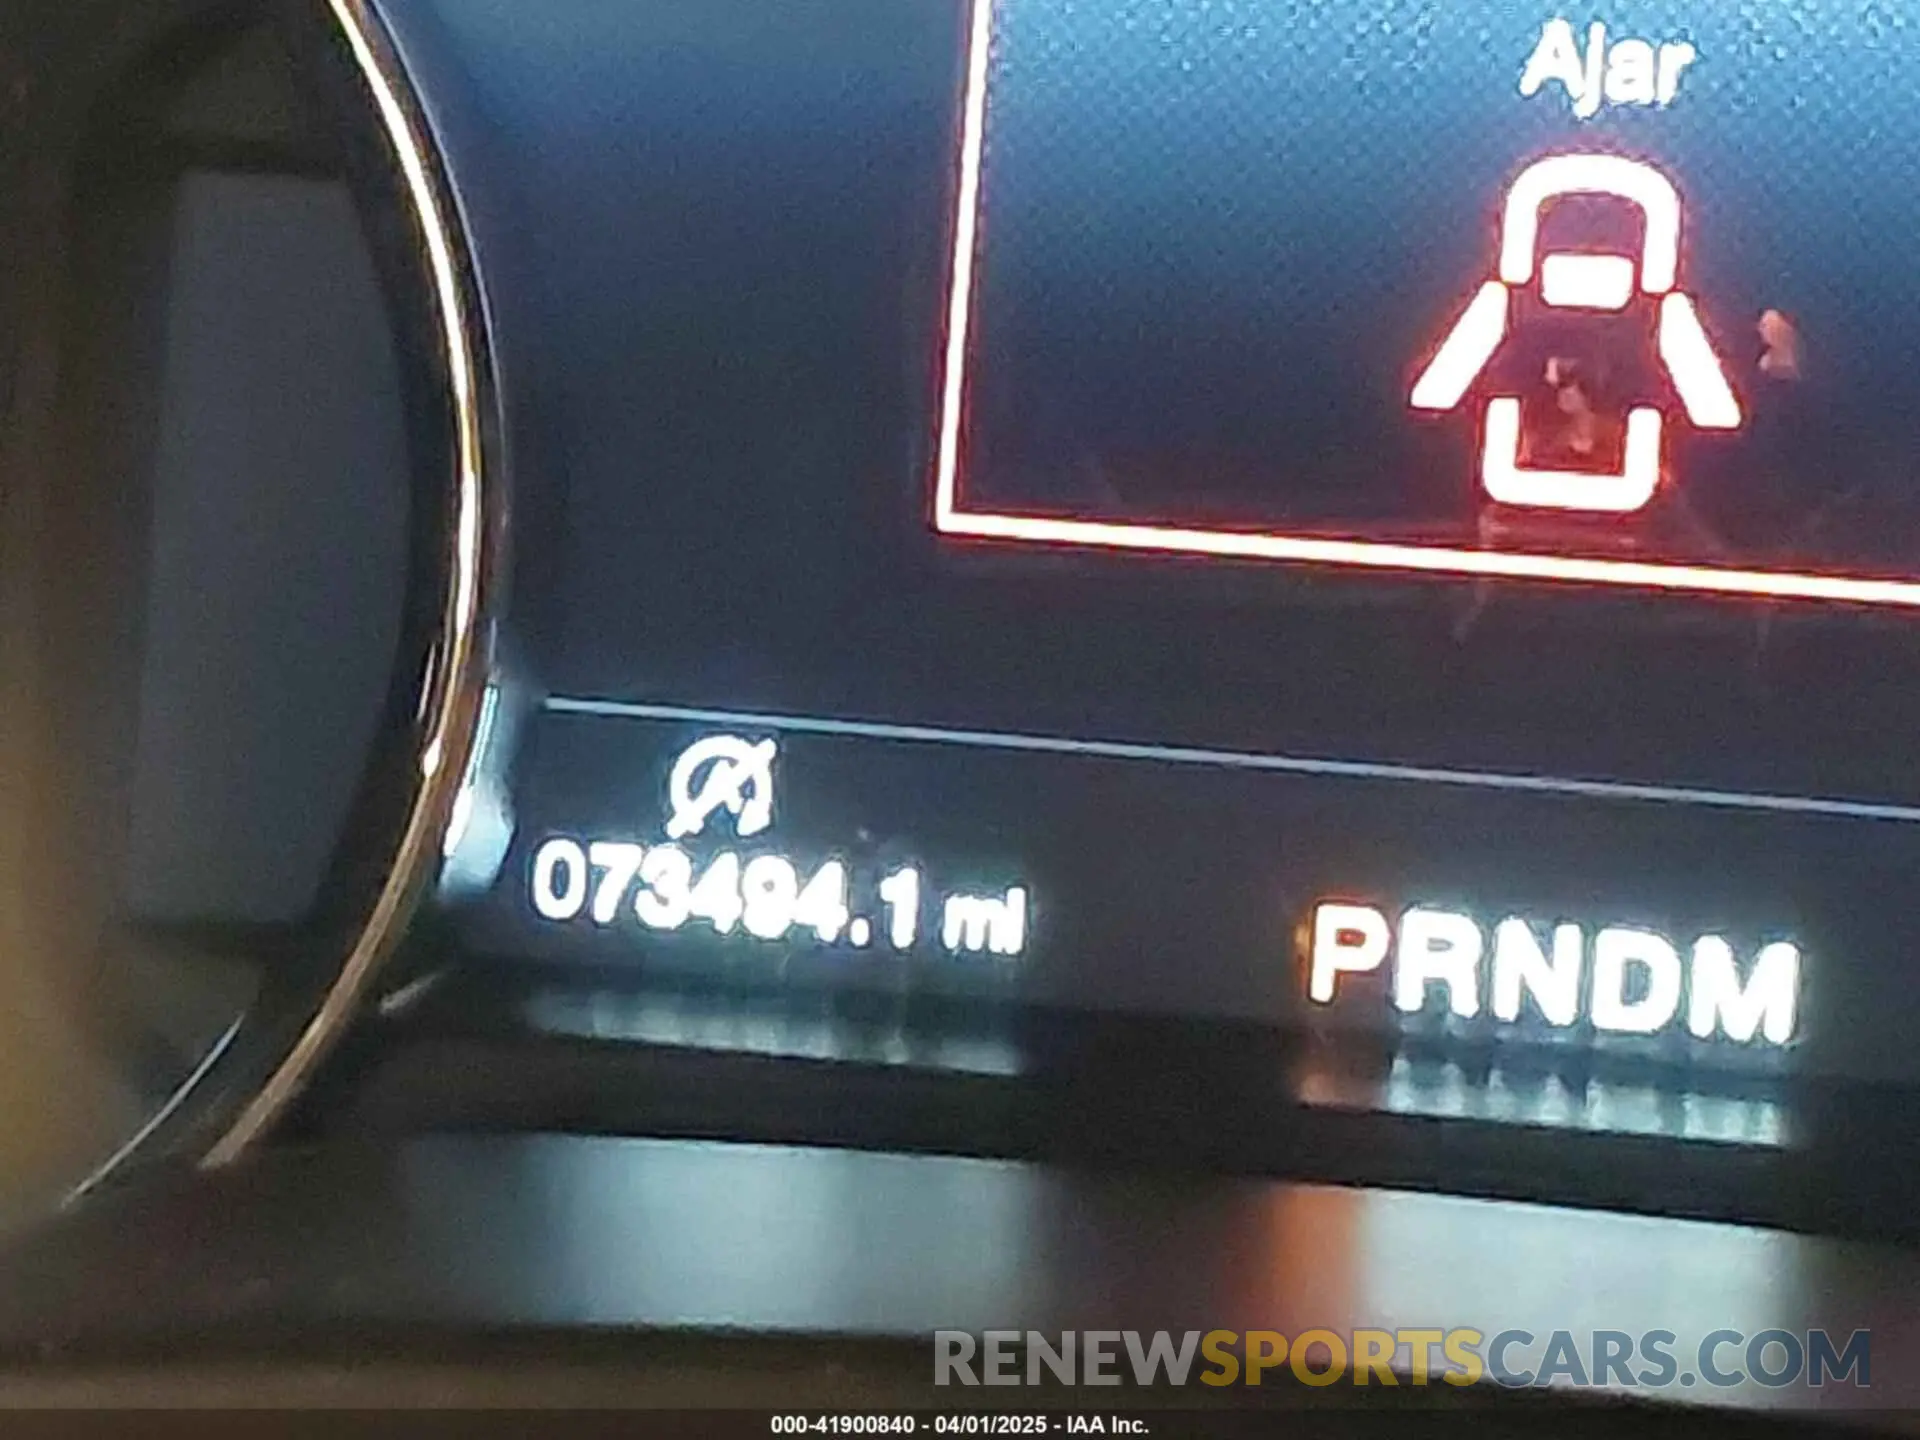 Ajar
073494.1 mi
PRNDM
RENEWSPORTSCARS.COM
000-41900840 - 04/01/2025 - IAA Inc.